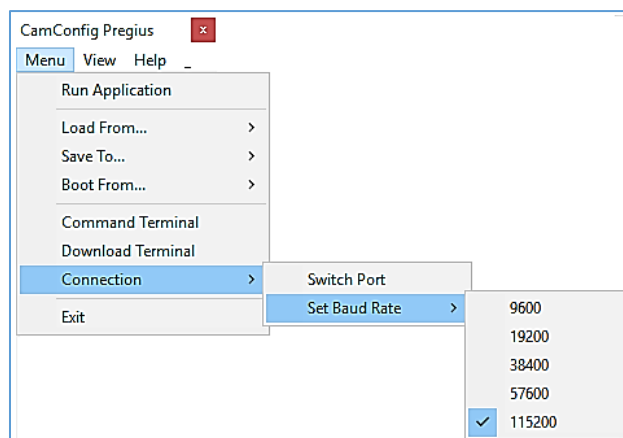 CamConfig Pregius x
Menu View Help _
Run Application
Load From... >
Save To... >
Boot From... >
Command Terminal
Download Terminal
Connection >
Switch Port
Set Baud Rate >
Exit
9600
19200
38400
57600
115200